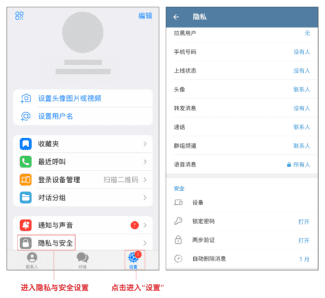 编辑
设置头像图片或视频
设置用户名
收藏夹
最近呼叫
登录设备管理 扫描二维码
对话分组
通知与声音
隐私与安全
联系人 对话 设置
进入隐私与安全设置 点击进入"设置"
隐私
拉黑用户 无
手机号码 没有人
上线状态 没有人
头像 联系人
转发消息 没有人
通话 联系人
群组频道 联系人
语音消息 所有人
安全
设备
锁定密码 打开
两步验证 打开
自动删除消息 1 月